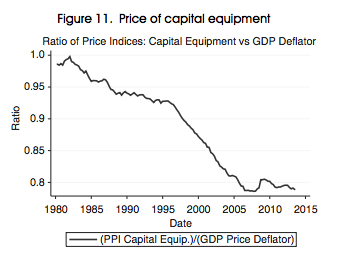 Figure 11. Price of capital equipment
Ratio of Price Indices: Capital Equipment vs GDP Deflator
1.0
0.95
0.9
0.85
0.8
Ratio
1980 1985 1990 1995 2000 2005 2010 2015
Date
(PPI Capital Equip.)/(GDP Price Deflator)